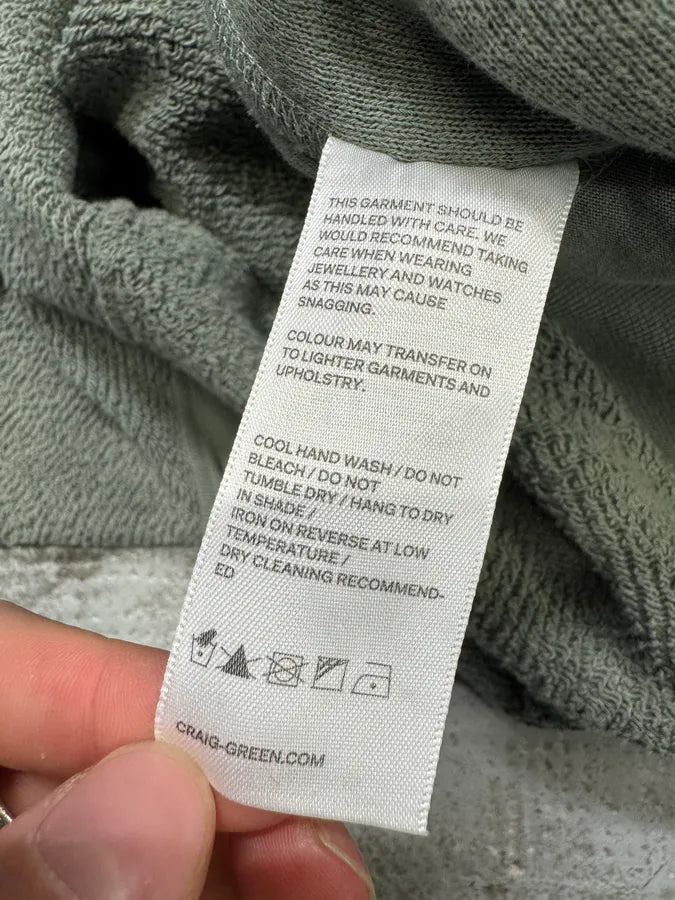 THIS GARMENT SHOULD BE
HANDLED WITH CARE. WE
WOULD RECOMMEND TAKING
CARE WHEN WEARING
JEWELLERY AND WATCHES
AS THIS MAY CAUSE
SNAGGING.
COLOUR MAY TRANSFER ON
TO LIGHTER GARMENTS AND
UPHOLSTRY.
COOL HAND WASH / DO NOT
BLEACH / DO NOT
TUMBLE DRY / HANG TO DRY
IN SHADE /
IRON ON REVERSE AT LOW
TEMPERATURE /
DRY CLEANING RECOMMEND-
ED
CRAIG-GREEN.COM